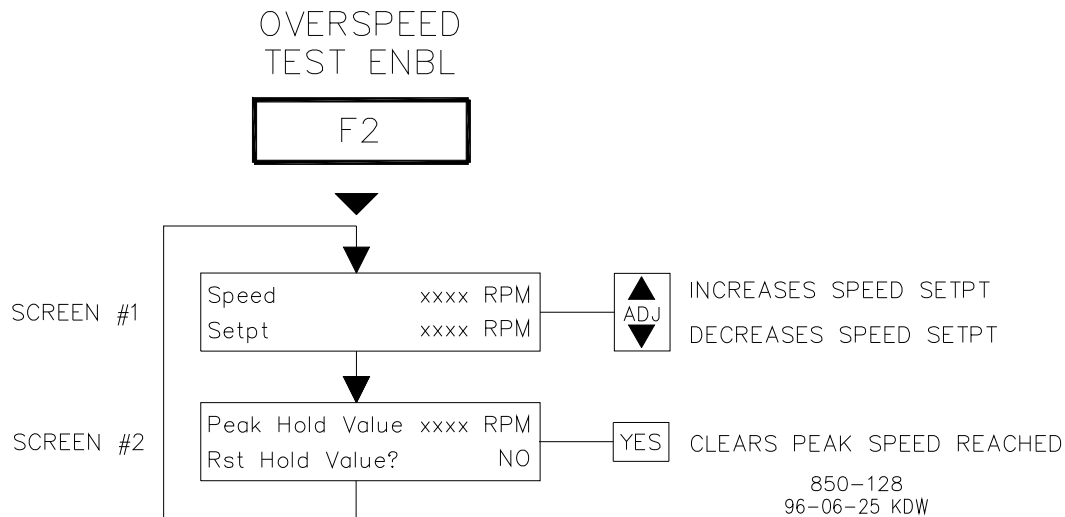 OVERSPEED
TEST ENBL
F2
SCREEN #1
Speed xxxx RPM
Setpt xxxx RPM
ADJ
INCREASES SPEED SETPT
DECREASES SPEED SETPT
SCREEN #2
Peak Hold Value xxxx RPM
Rst Hold Value? NO
YES
CLEARS PEAK SPEED REACHED
850-128
96-06-25 KDW